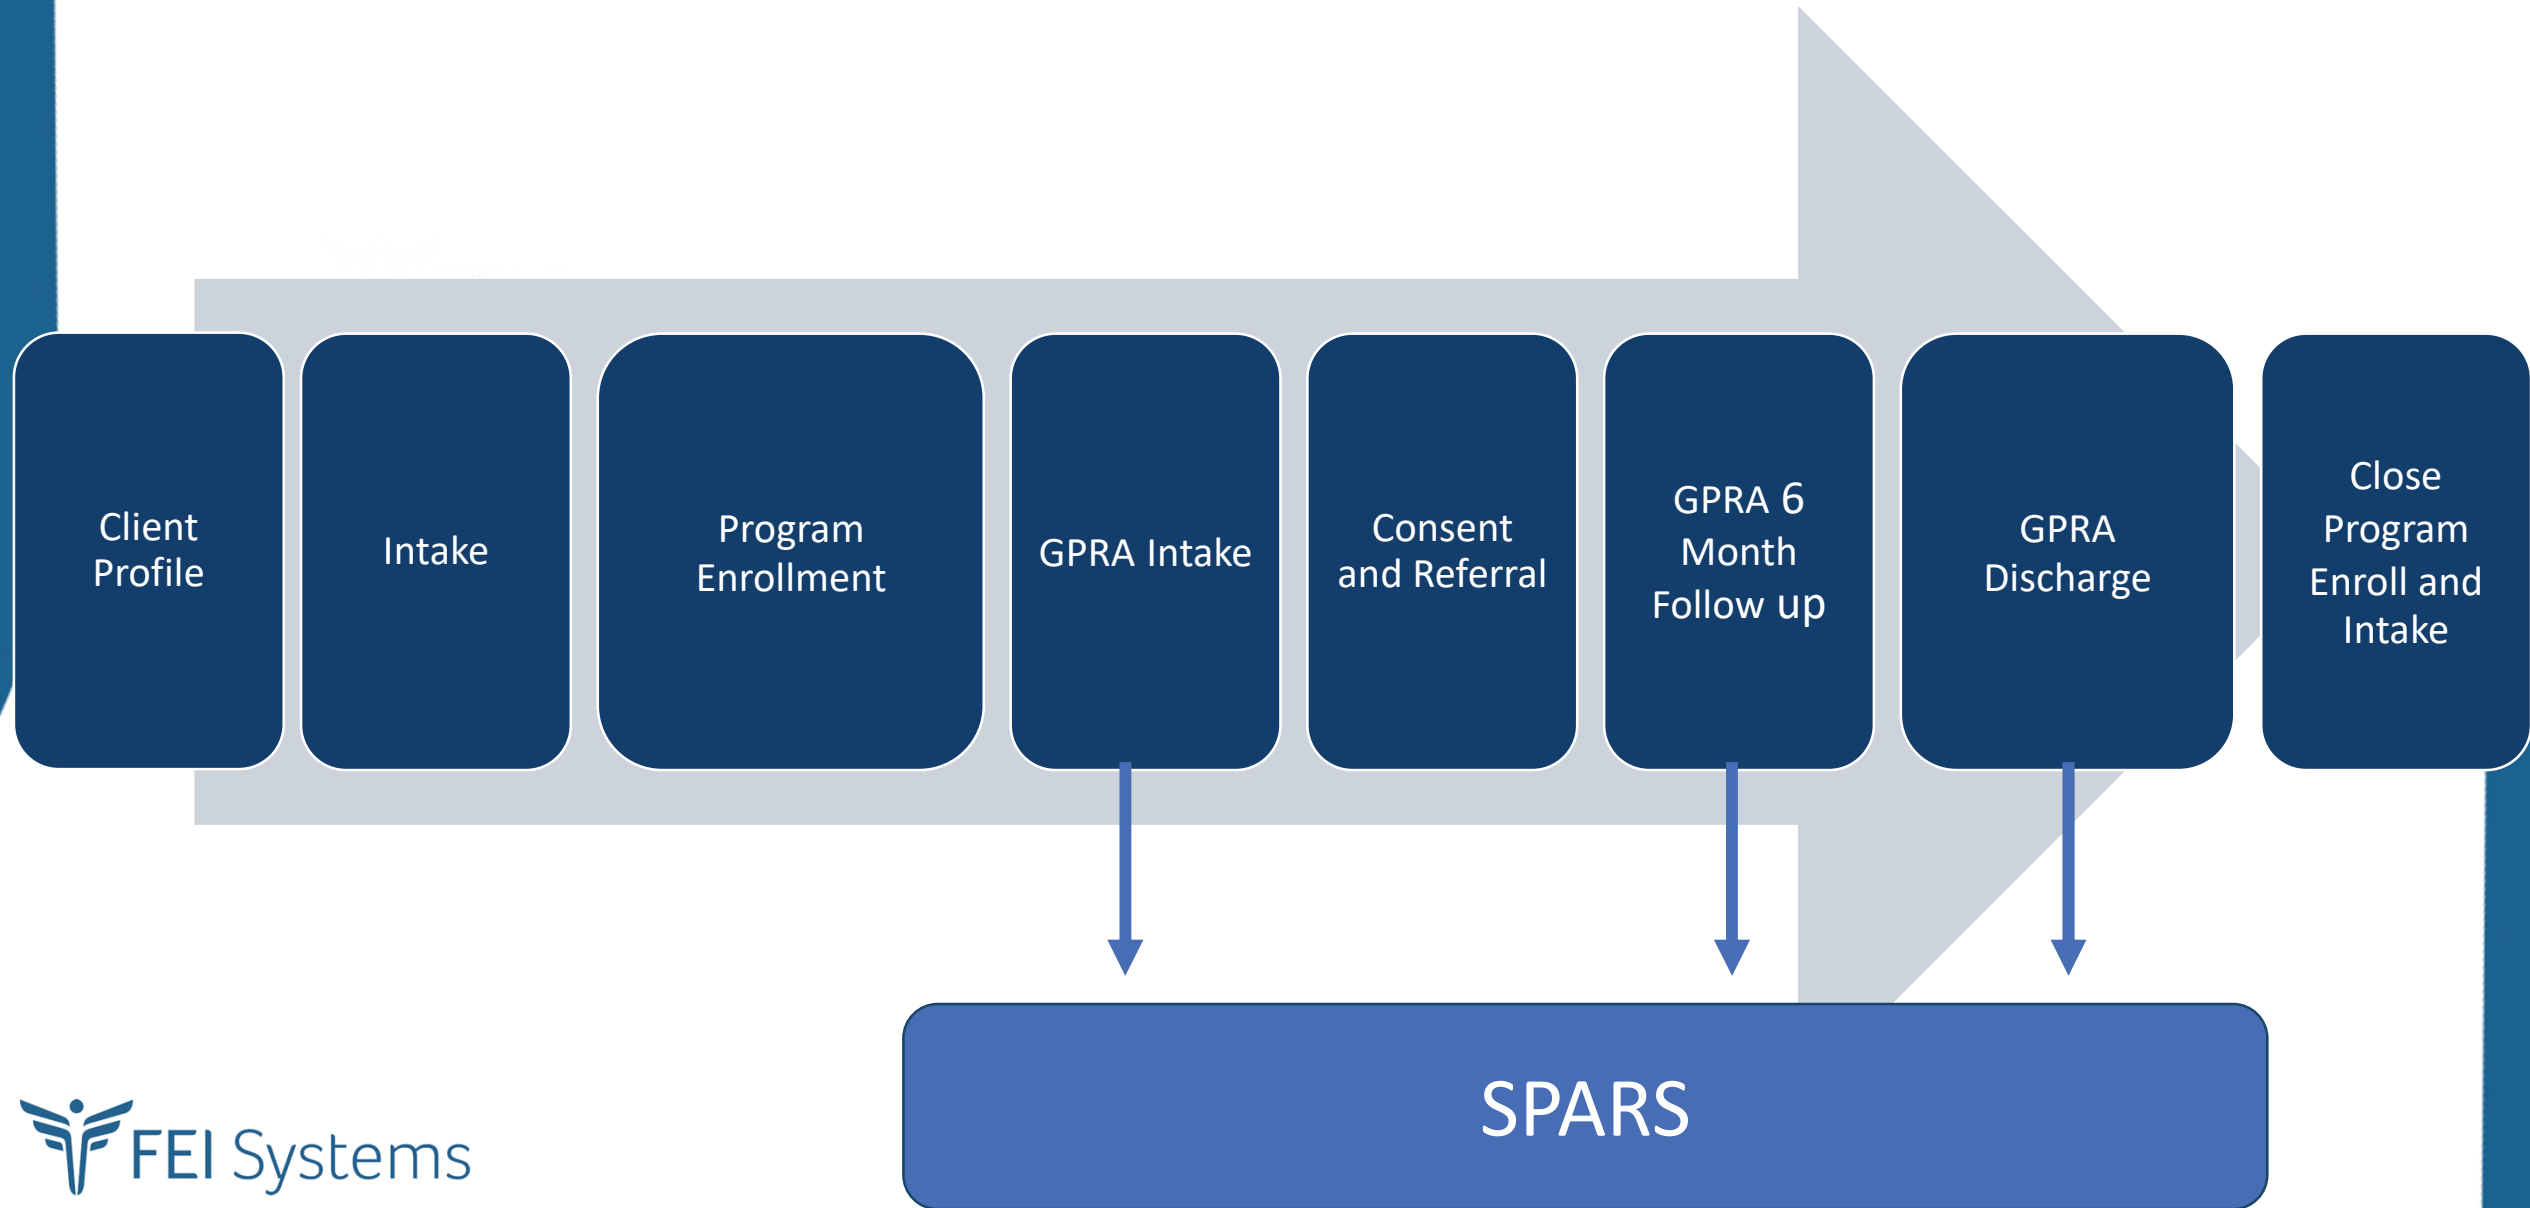 Client
Profile
Intake
Program
Enrollment
GPRA Intake
Consent
and Referral
GPRA 6
Month
Follow up
GPRA
Discharge
Close
Program
Enroll and
Intake
SPARS
FEI Systems